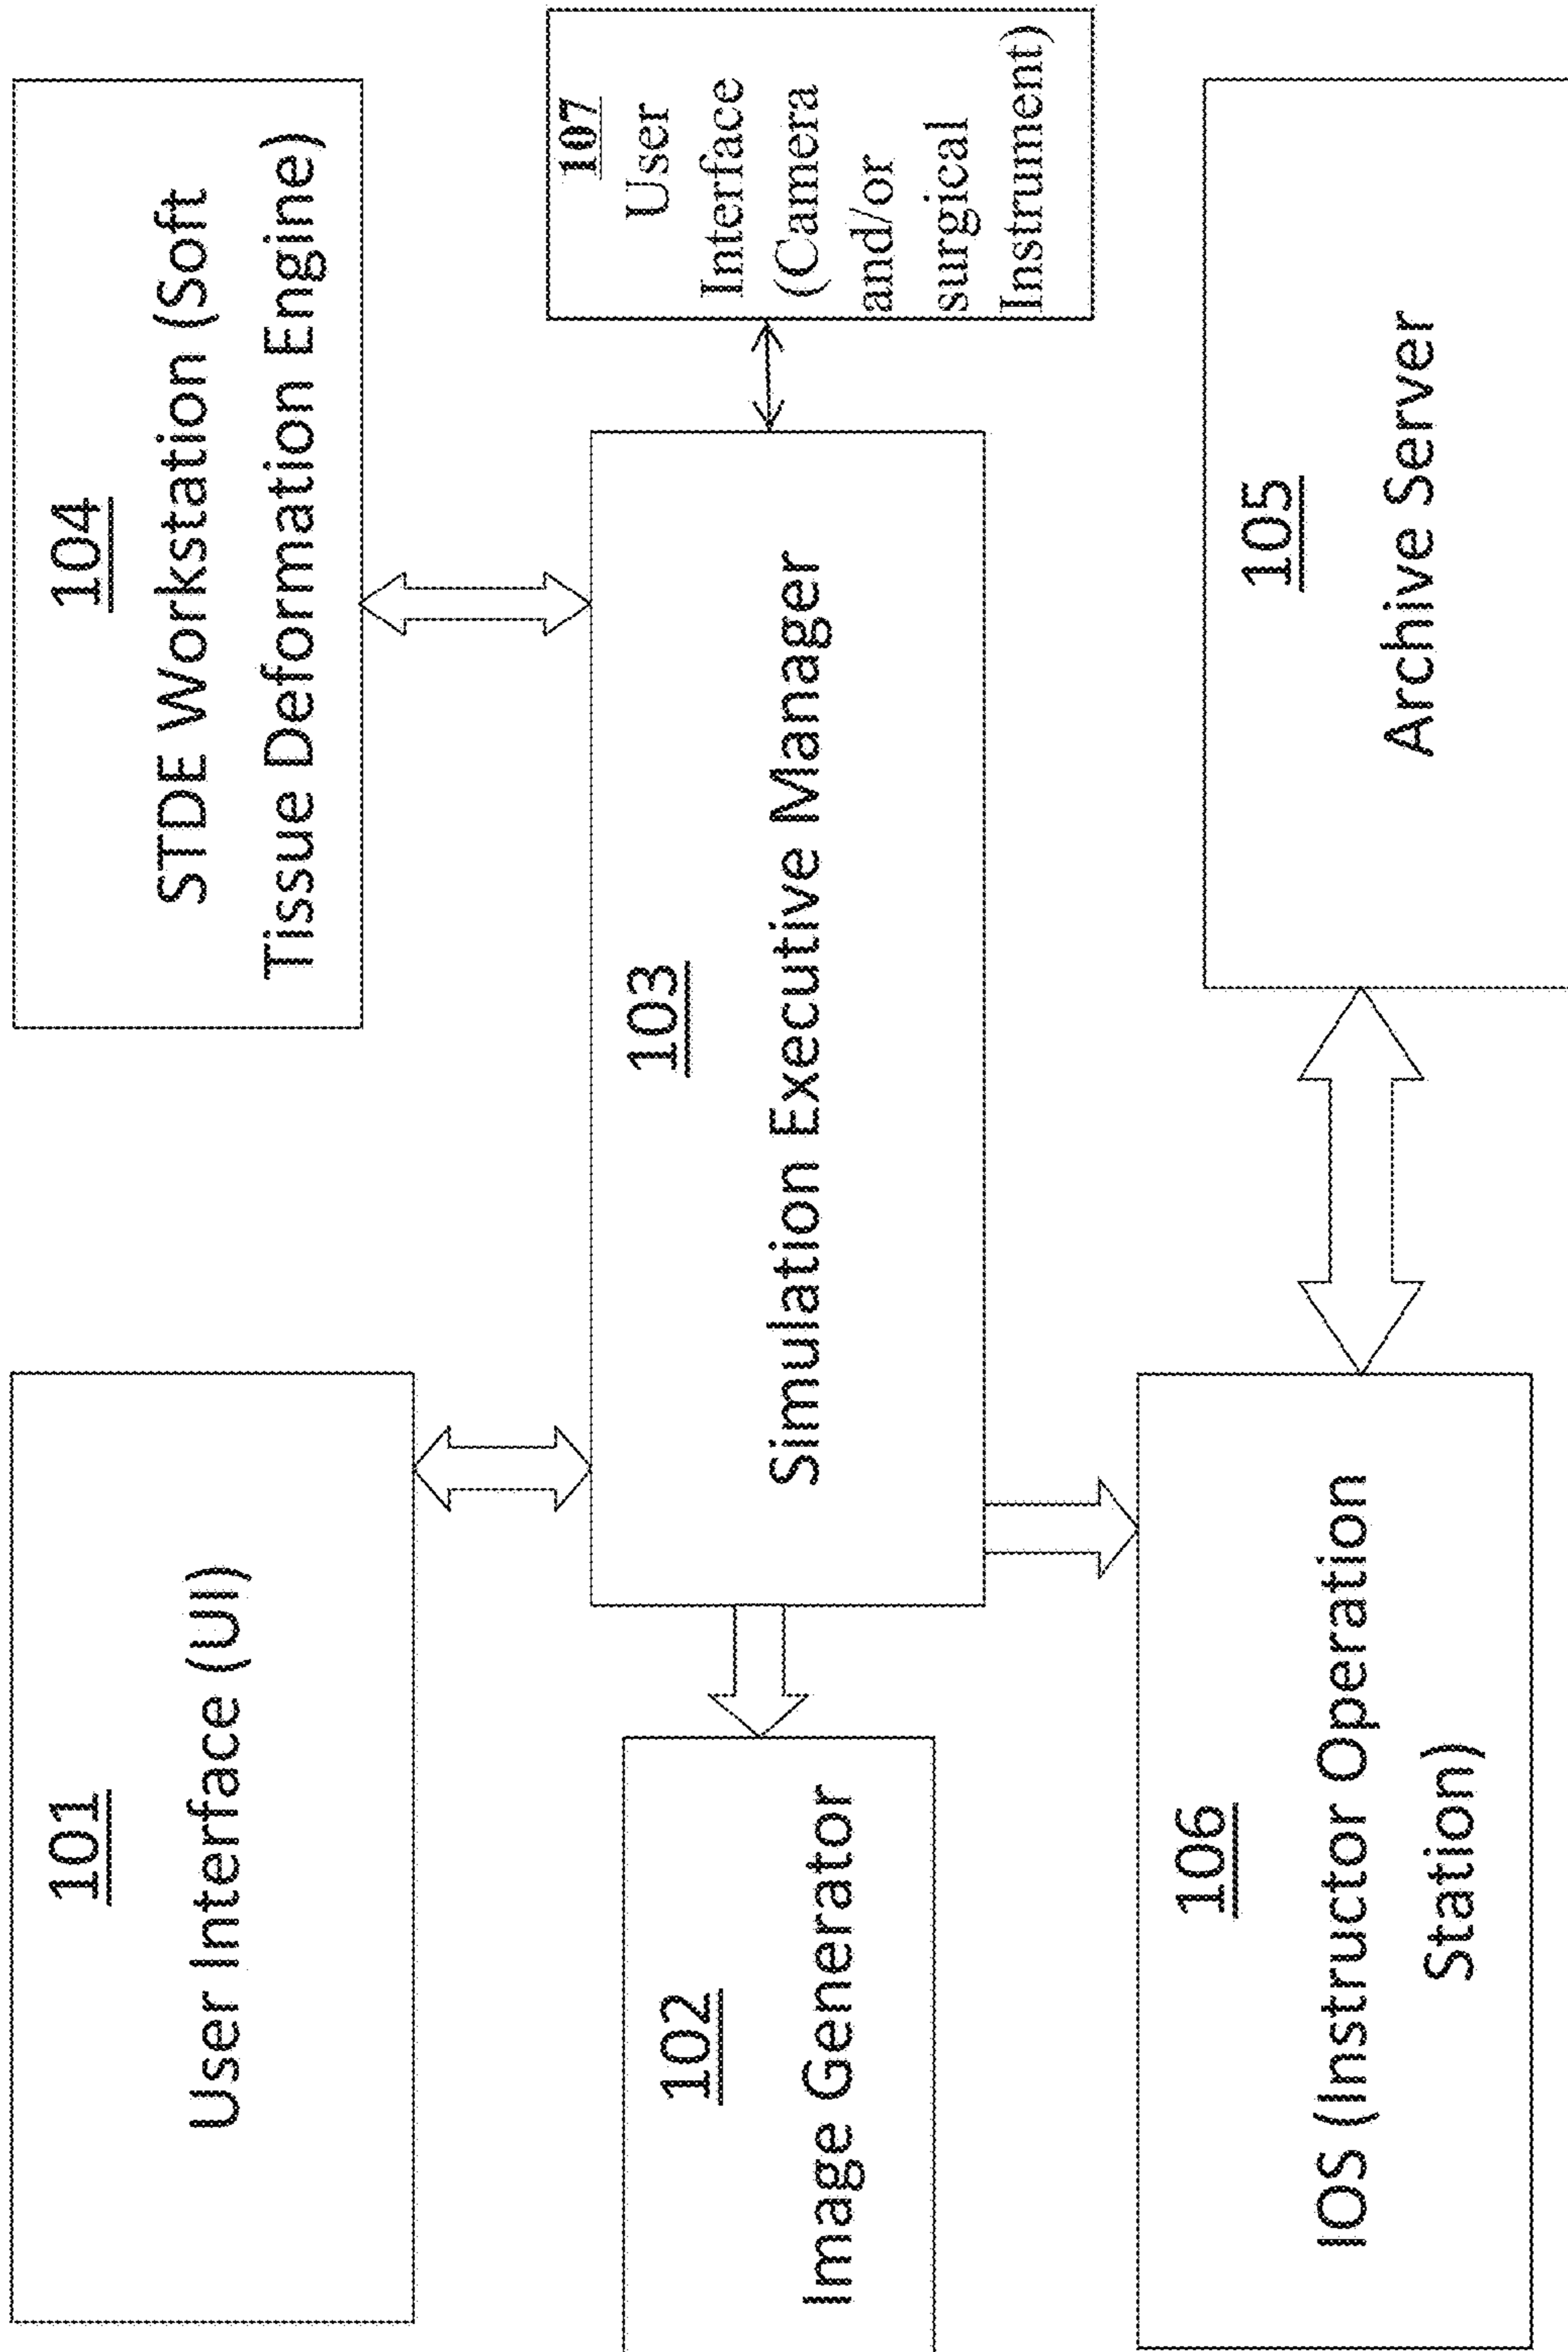 101
User Interface (UI)
104
STDE Workstation (Soft
Tissue Deformation Engine)
102
Image Generator
103
Simulation Executive Manager
107
User
Interface
(Camera
and/or
surgical
Instrument)
106
IOS (Instructor Operation
Station)
105
Archive Server